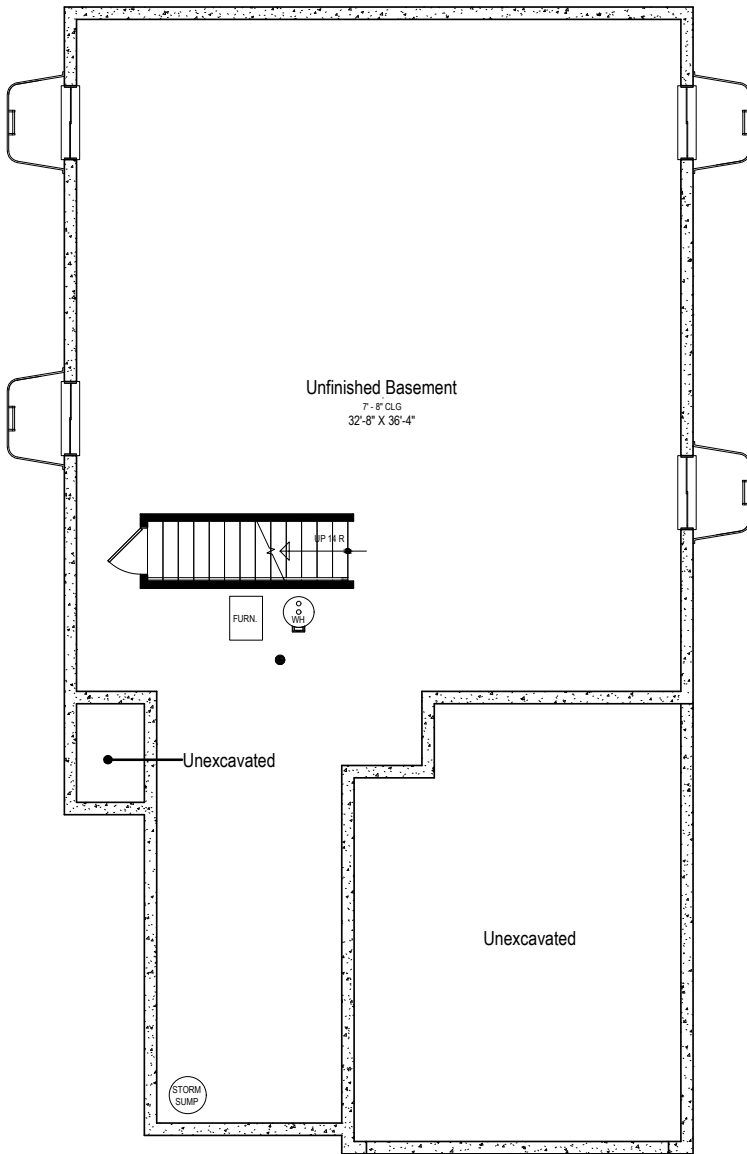 Unfinished Basement
7' - 8" CLG
32'-8" X 36'-4"
UP 14 R
FURN.
WH
Unexcavated
Unexcavated
STORM
SUMP